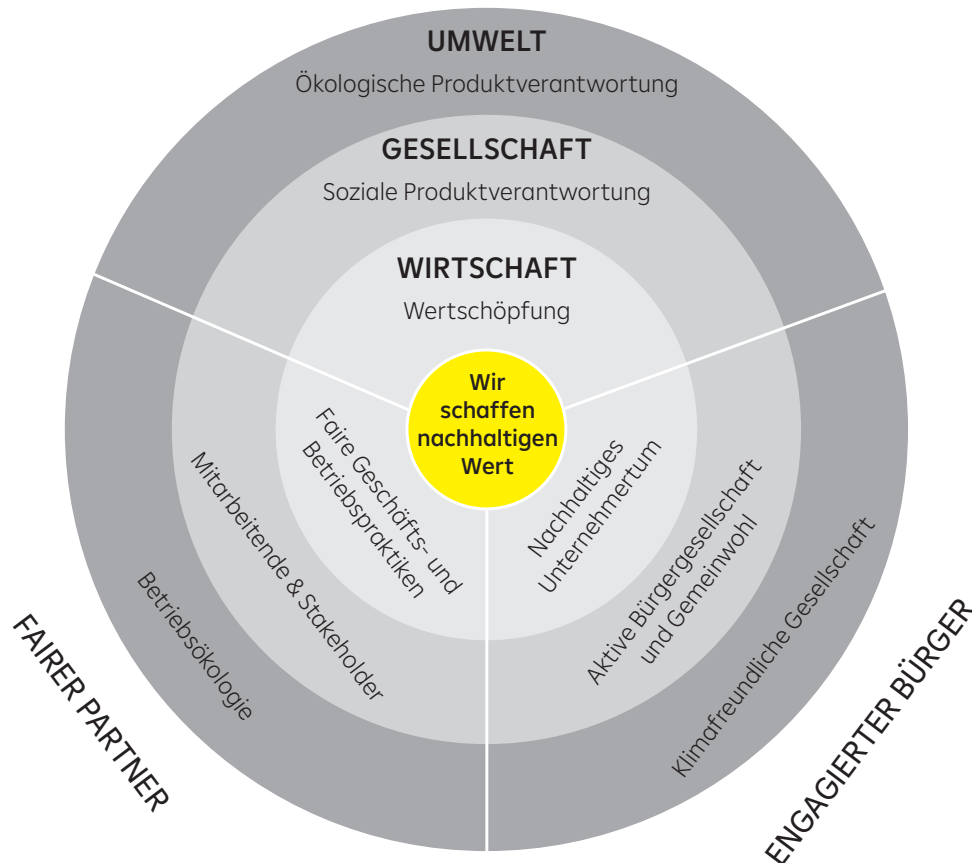 UMWELT
Ökologische Produktverantwortung
GESELLSCHAFT
Soziale Produktverantwortung
WIRTSCHAFT
Wertschöpfung
Wir
schaffen
nachhaltigen
Wert
Faire Geschäfts- und
Betriebspraktiken
Mitarbeitende & Stakeholder
Betriebsökologie
FAIRER PARTNER
Nachhaltiges
Unternehmertum
Aktive Bürgergesellschaft
und Gemeinwohl
Klimafreundliche Gesellschaft
ENGAGIERTER BÜRGER